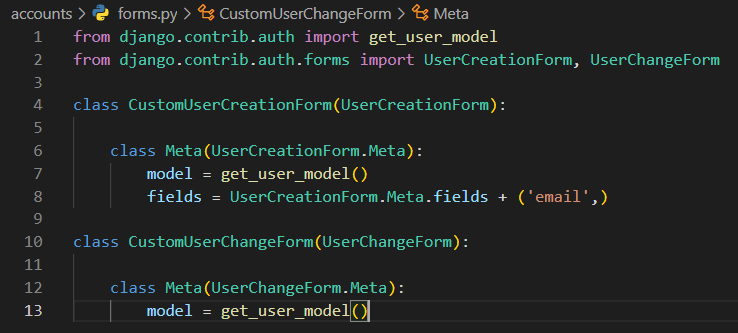 accounts > forms.py > CustomUserChangeForm > Meta
1 from django.contrib.auth import get_user_model
2 from django.contrib.auth.forms import UserCreationForm, UserChangeForm
3
4 class CustomUserCreationForm(UserCreationForm):
5
6     class Meta(UserCreationForm.Meta):
7         model = get_user_model()
8         fields = UserCreationForm.Meta.fields + ('email',)
9
10 class CustomUserChangeForm(UserChangeForm):
11
12     class Meta(UserChangeForm.Meta):
13         model = get_user_model()